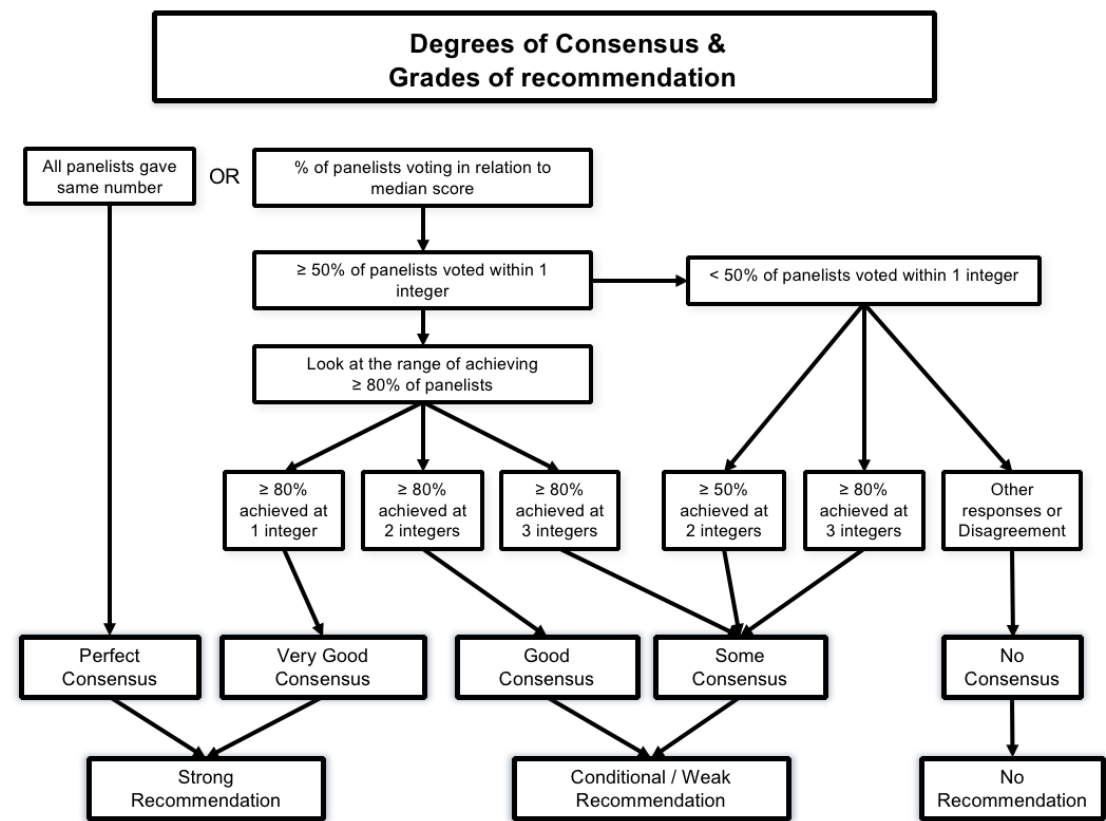 Degrees of Consensus &
Grades of recommendation
All panelists gave
same number
OR
% of panelists voting in relation to
median score
≥ 50% of panelists voted within 1
integer
< 50% of panelists voted within 1 integer
Look at the range of achieving
≥ 80% of panelists
≥ 80%
achieved at
1 integer
≥ 80%
achieved at
2 integers
≥ 80%
achieved at
3 integers
≥ 50%
achieved at
2 integers
≥ 80%
achieved at
3 integers
Other
responses or
Disagreement
Perfect
Consensus
Very Good
Consensus
Good
Consensus
Some
Consensus
No
Consensus
Strong
Recommendation
Conditional / Weak
Recommendation
No
Recommendation